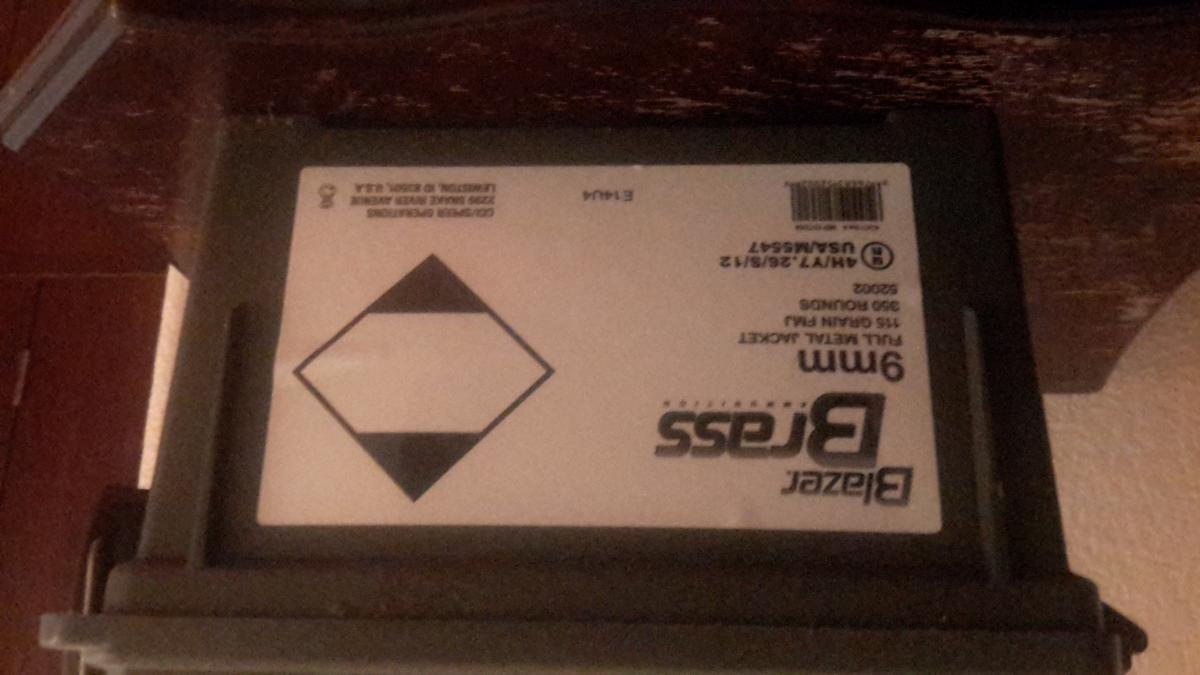 Blazer
Brass
AMMUNITION
9mm
FULL METAL JACKET
115 GRAIN FMJ
350 ROUNDS
52002
4H/Y7.26/S/12
USA/M5547
E14U4
CCI/SPEER OPERATIONS
2299 SNAKE RIVER AVENUE
LEWISTON, ID 83501, U.S.A.